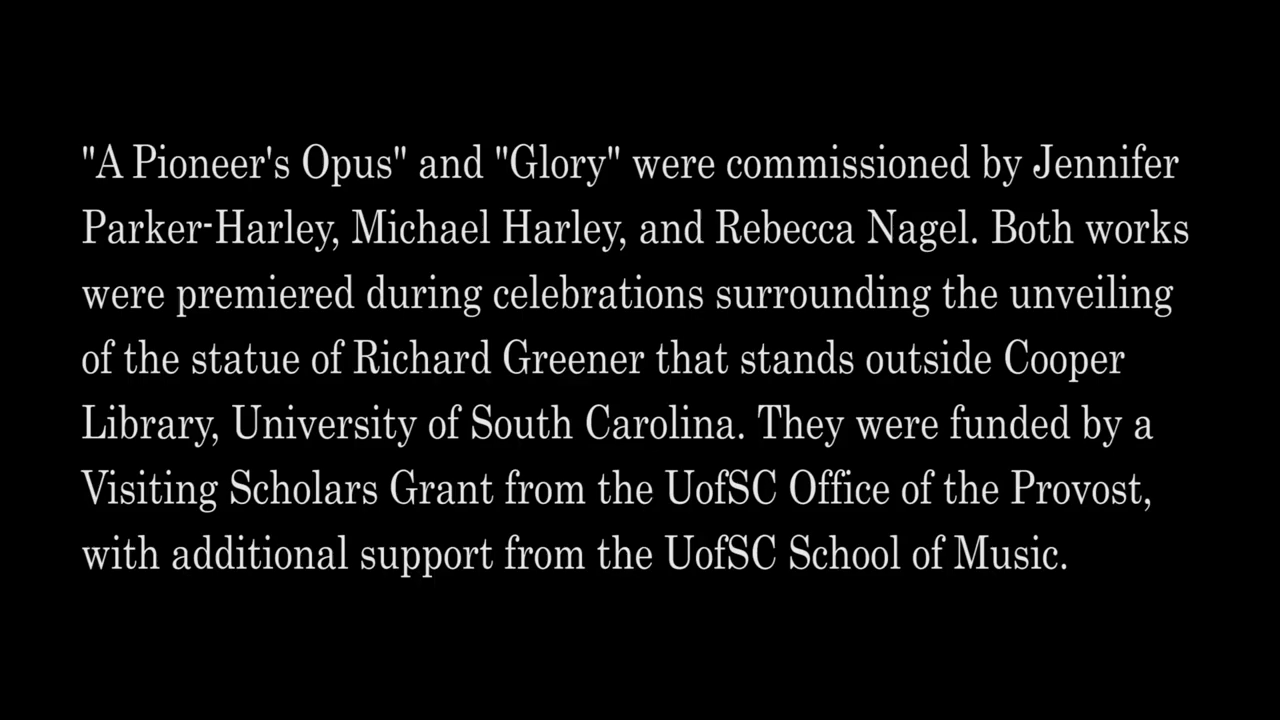 "A Pioneer's Opus" and "Glory" were commissioned by Jennifer
Parker-Harley, Michael Harley, and Rebecca Nagel. Both works
were premiered during celebrations surrounding the unveiling
of the statue of Richard Greener that stands outside Cooper
Library, University of South Carolina. They were funded by a
Visiting Scholars Grant from the UofSC Office of the Provost,
with additional support from the UofSC School of Music.